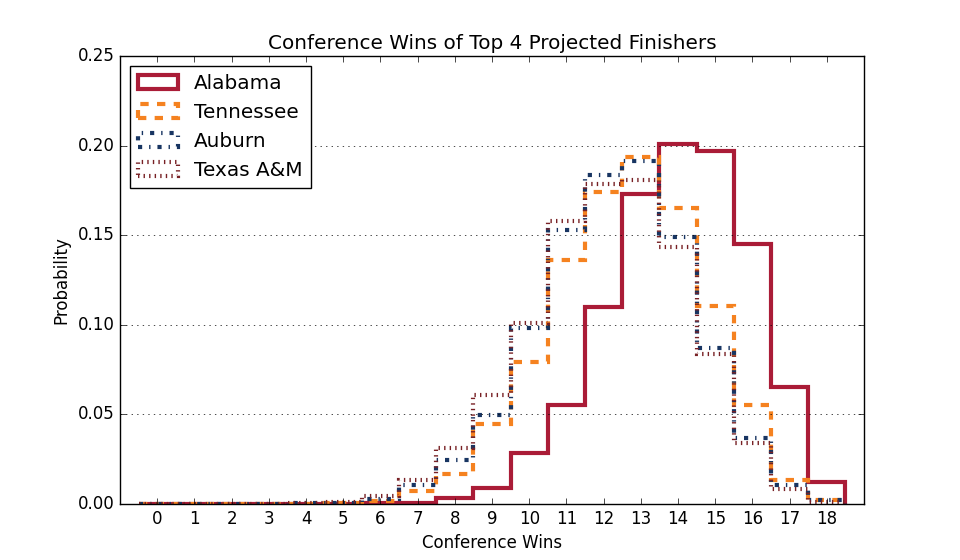 Conference Wins of Top 4 Projected Finishers
0.25
0.20
0.15
0.10
0.05
0.00
Probability
Alabama
Tennessee
Auburn
Texas A&M
0 1 2 3 4 5 6 7 8 9 10 11 12 13 14 15 16 17 18
Conference Wins